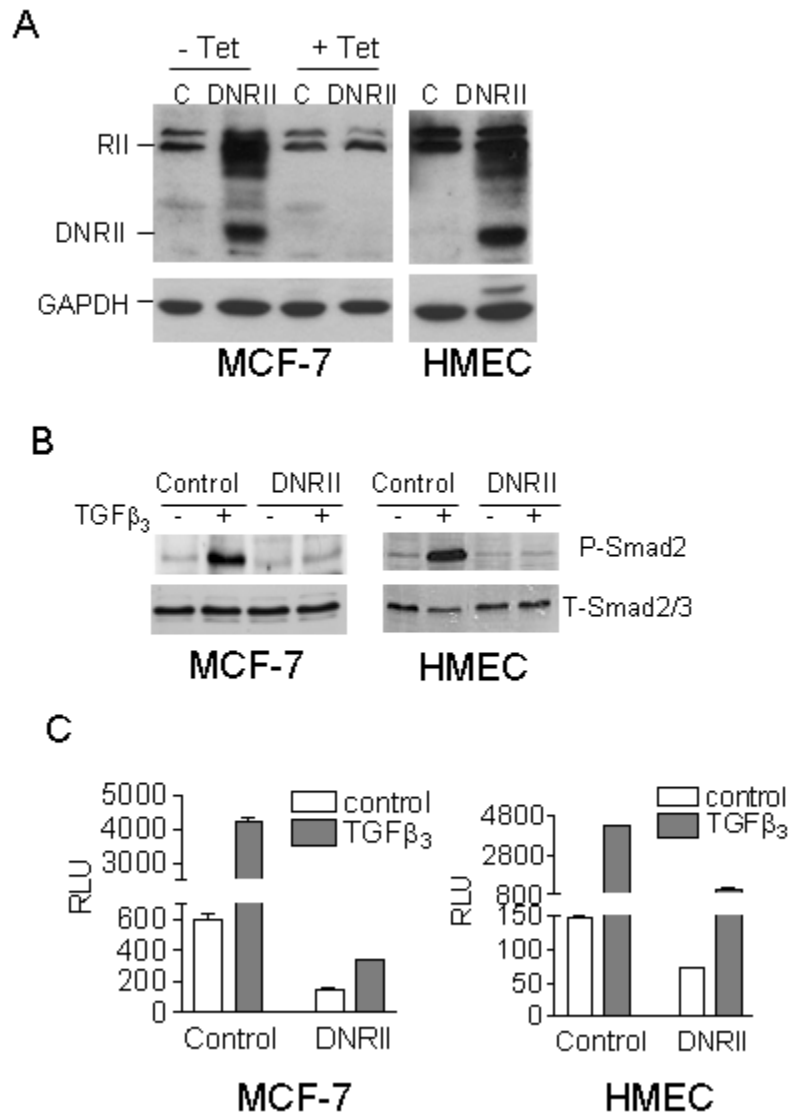 A
- Tet + Tet
C DNRII C DNRII C DNRII
RII
DNRII
GAPDH
MCF-7 HMEC
B
Control DNRII Control DNRII
TGFβ₃ - + - + - + - +
P-Smad2
T-Smad2/3
MCF-7 HMEC
C
5000
4000
3000
600
400
200
0
RLU
control
TGFβ₃
Control DNRII
MCF-7
4800
2800
800
150
100
50
0
RLU
control
TGFβ₃
Control DNRII
HMEC